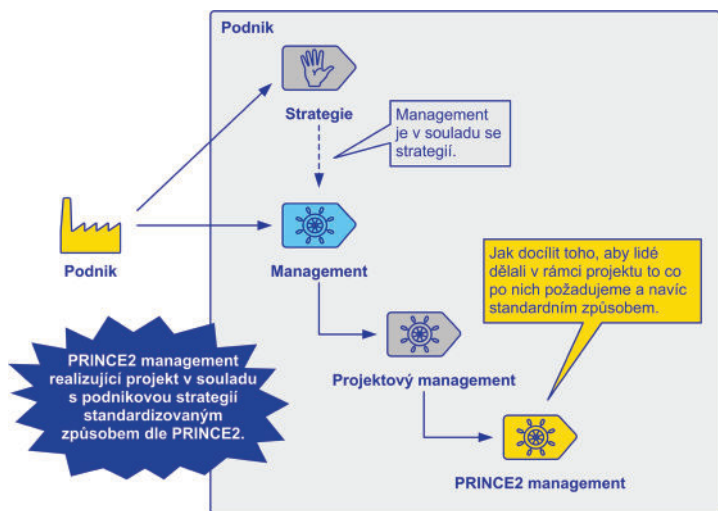 Podnik
Strategie
Management
je v souladu se
strategií.
Podnik
Management
Jak docílit toho, aby lidé
dělali v rámci projektu to co
po nich požadujeme a navíc
standardním způsobem.
PRINCE2 management
realizující projekt v souladu
s podnikovou strategií
standardizovaným
způsobem dle PRINCE2.
Projektový management
PRINCE2 management